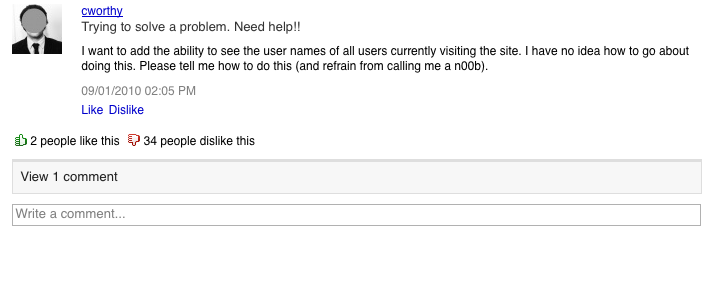 cworthy
Trying to solve a problem. Need help!!
I want to add the ability to see the user names of all users currently visiting the site. I have no idea how to go about
doing this. Please tell me how to do this (and refrain from calling me a n00b).
09/01/2010 02:05 PM
Like Dislike
2 people like this 34 people dislike this
View 1 comment
Write a comment...